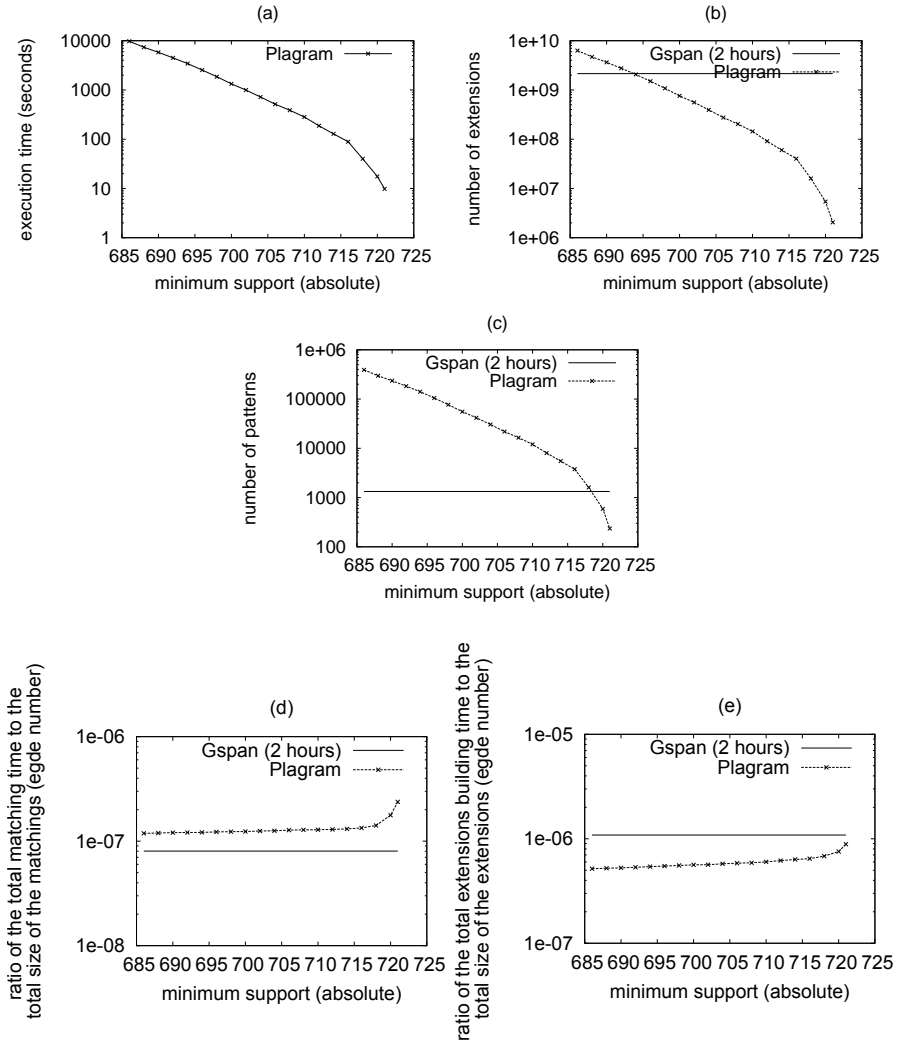 (a)
execution time (seconds)
10000
1000
100
10
1
Plagram
685 690 695 700 705 710 715 720 725
minimum support (absolute)
(b)
number of extensions
1e+10
1e+09
1e+08
1e+07
1e+06
Gspan (2 hours)
Plagram
685 690 695 700 705 710 715 720 725
minimum support (absolute)
(c)
number of patterns
1e+06
100000
10000
1000
100
Gspan (2 hours)
Plagram
685 690 695 700 705 710 715 720 725
minimum support (absolute)
(d)
ratio of the total matching time to the
total size of the matchings (egde number)
1e-06
1e-07
1e-08
Gspan (2 hours)
Plagram
685 690 695 700 705 710 715 720 725
minimum support (absolute)
(e)
ratio of the total extensions building time to the
total size of the extensions (egde number)
1e-05
1e-06
1e-07
Gspan (2 hours)
Plagram
685 690 695 700 705 710 715 720 725
minimum support (absolute)